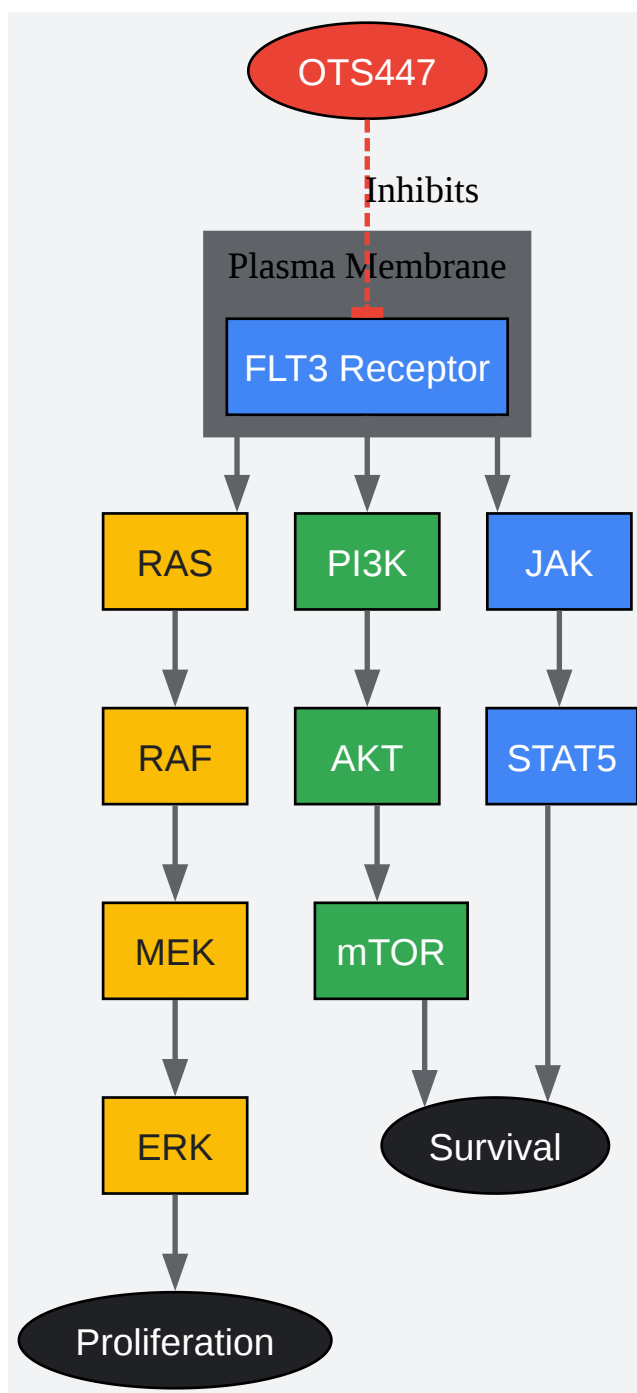 OTS447
Inhibits
Plasma Membrane
FLT3 Receptor
RAS
PI3K
JAK
RAF
AKT
STAT5
MEK
mTOR
ERK
Survival
Proliferation